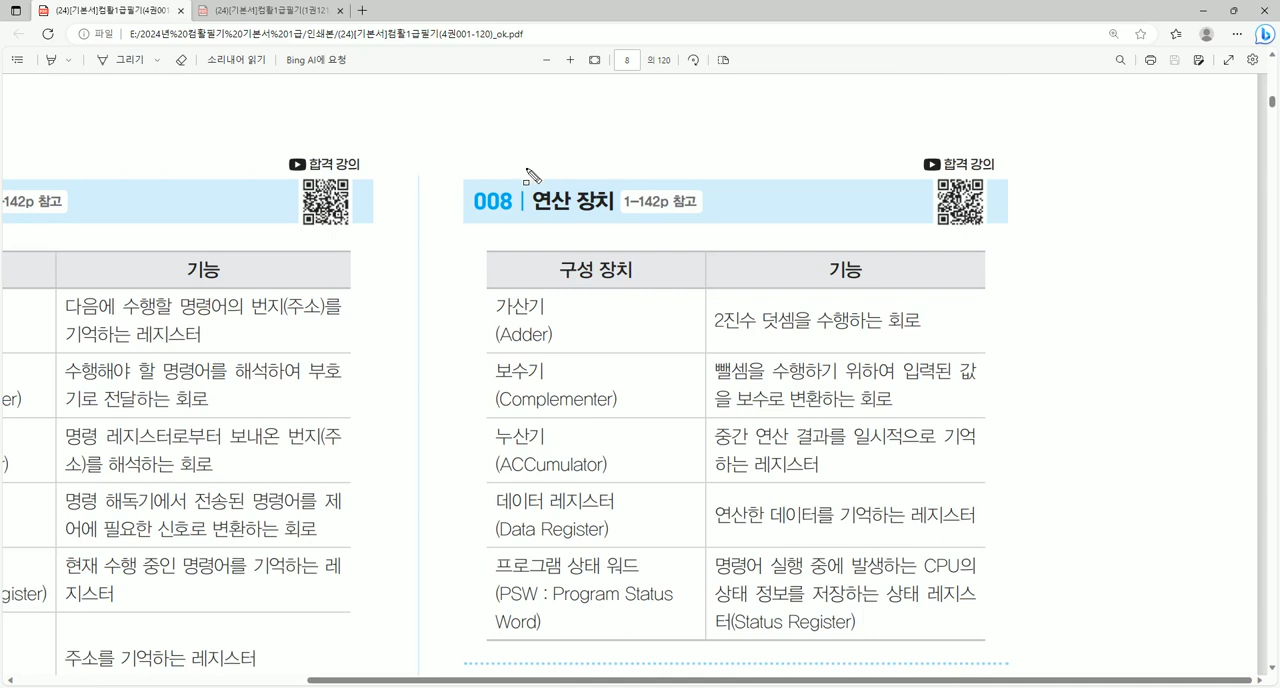 (24)[기본서]컴활1급필기(4권001
(24)[기본서]컴활1급필기(1권121
파일
E:/2024년%20컴활필기%20기본서%201급/인쇄본/(24)[기본서]컴활1급필기(4권001-120)_ok.pdf
그리기
소리내어 읽기
Bing AI에 요청
8
의 120
합격 강의
-142p 참고
기능
다음에 수행할 명령어의 번지(주소)를
기억하는 레지스터
수행해야 할 명령어를 해석하여 부호
er)
기로 전달하는 회로
명령 레지스터로부터 보내온 번지(주
)
소)를 해석하는 회로
명령 해독기에서 전송된 명령어를 제
어에 필요한 신호로 변환하는 회로
현재 수행 중인 명령어를 기억하는 레
gister)
지스터
주소를 기억하는 레지스터
합격 강의
008 | 연산 장치 1-142p 참고
구성 장치
기능
가산기
(Adder)
2진수 덧셈을 수행하는 회로
보수기
(Complementer)
뺄셈을 수행하기 위하여 입력된 값
을 보수로 변환하는 회로
누산기
(ACCumulator)
중간 연산 결과를 일시적으로 기억
하는 레지스터
데이터 레지스터
(Data Register)
연산한 데이터를 기억하는 레지스터
프로그램 상태 워드
(PSW : Program Status
Word)
명령어 실행 중에 발생하는 CPU의
상태 정보를 저장하는 상태 레지스
터(Status Register)